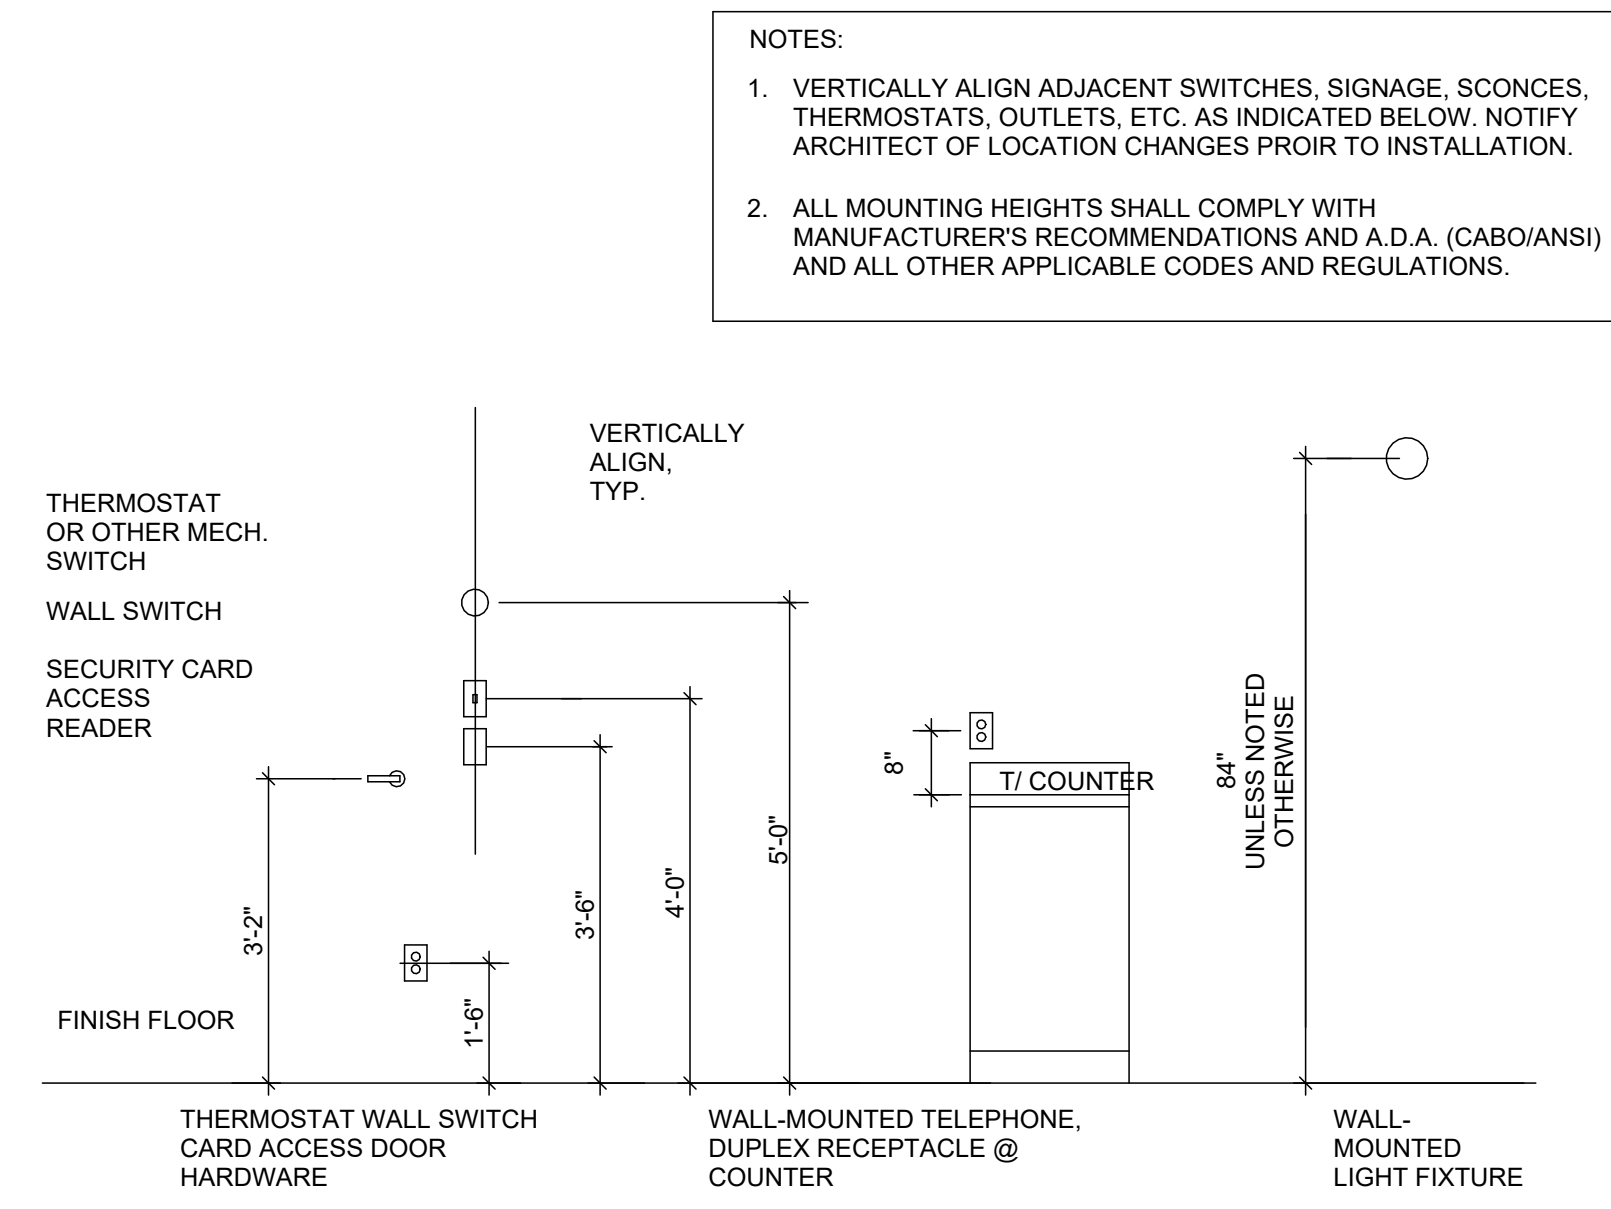 NOTES:
1. VERTICALLY ALIGN ADJACENT SWITCHES, SIGNAGE, SCONCES,
THERMOSTATS, OUTLETS, ETC. AS INDICATED BELOW. NOTIFY
ARCHITECT OF LOCATION CHANGES PROIR TO INSTALLATION.
2. ALL MOUNTING HEIGHTS SHALL COMPLY WITH
MANUFACTURER'S RECOMMENDATIONS AND A.D.A. (CABO/ANSI)
AND ALL OTHER APPLICABLE CODES AND REGULATIONS.
VERTICALLY
ALIGN,
TYP.
THERMOSTAT
OR OTHER MECH.
SWITCH
WALL SWITCH
SECURITY CARD
ACCESS
READER
3'-2"
1'-6"
3'-6"
4'-0"
5'-0"
8"
T/ COUNTER
84"
UNLESS NOTED
OTHERWISE
FINISH FLOOR
THERMOSTAT WALL SWITCH
CARD ACCESS DOOR
HARDWARE
WALL-MOUNTED TELEPHONE,
DUPLEX RECEPTACLE @
COUNTER
WALL-
MOUNTED
LIGHT FIXTURE